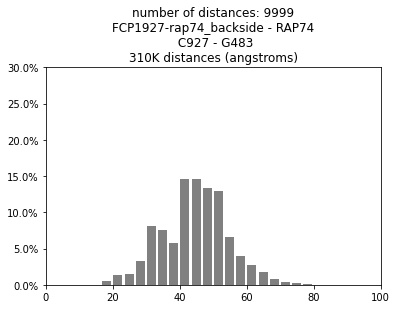 number of distances: 9999
FCP1927-rap74_backside - RAP74
C927 - G483
310K distances (angstroms)
30.0%
25.0%
20.0%
15.0%
10.0%
5.0%
0.0%
0 20 40 60 80 100